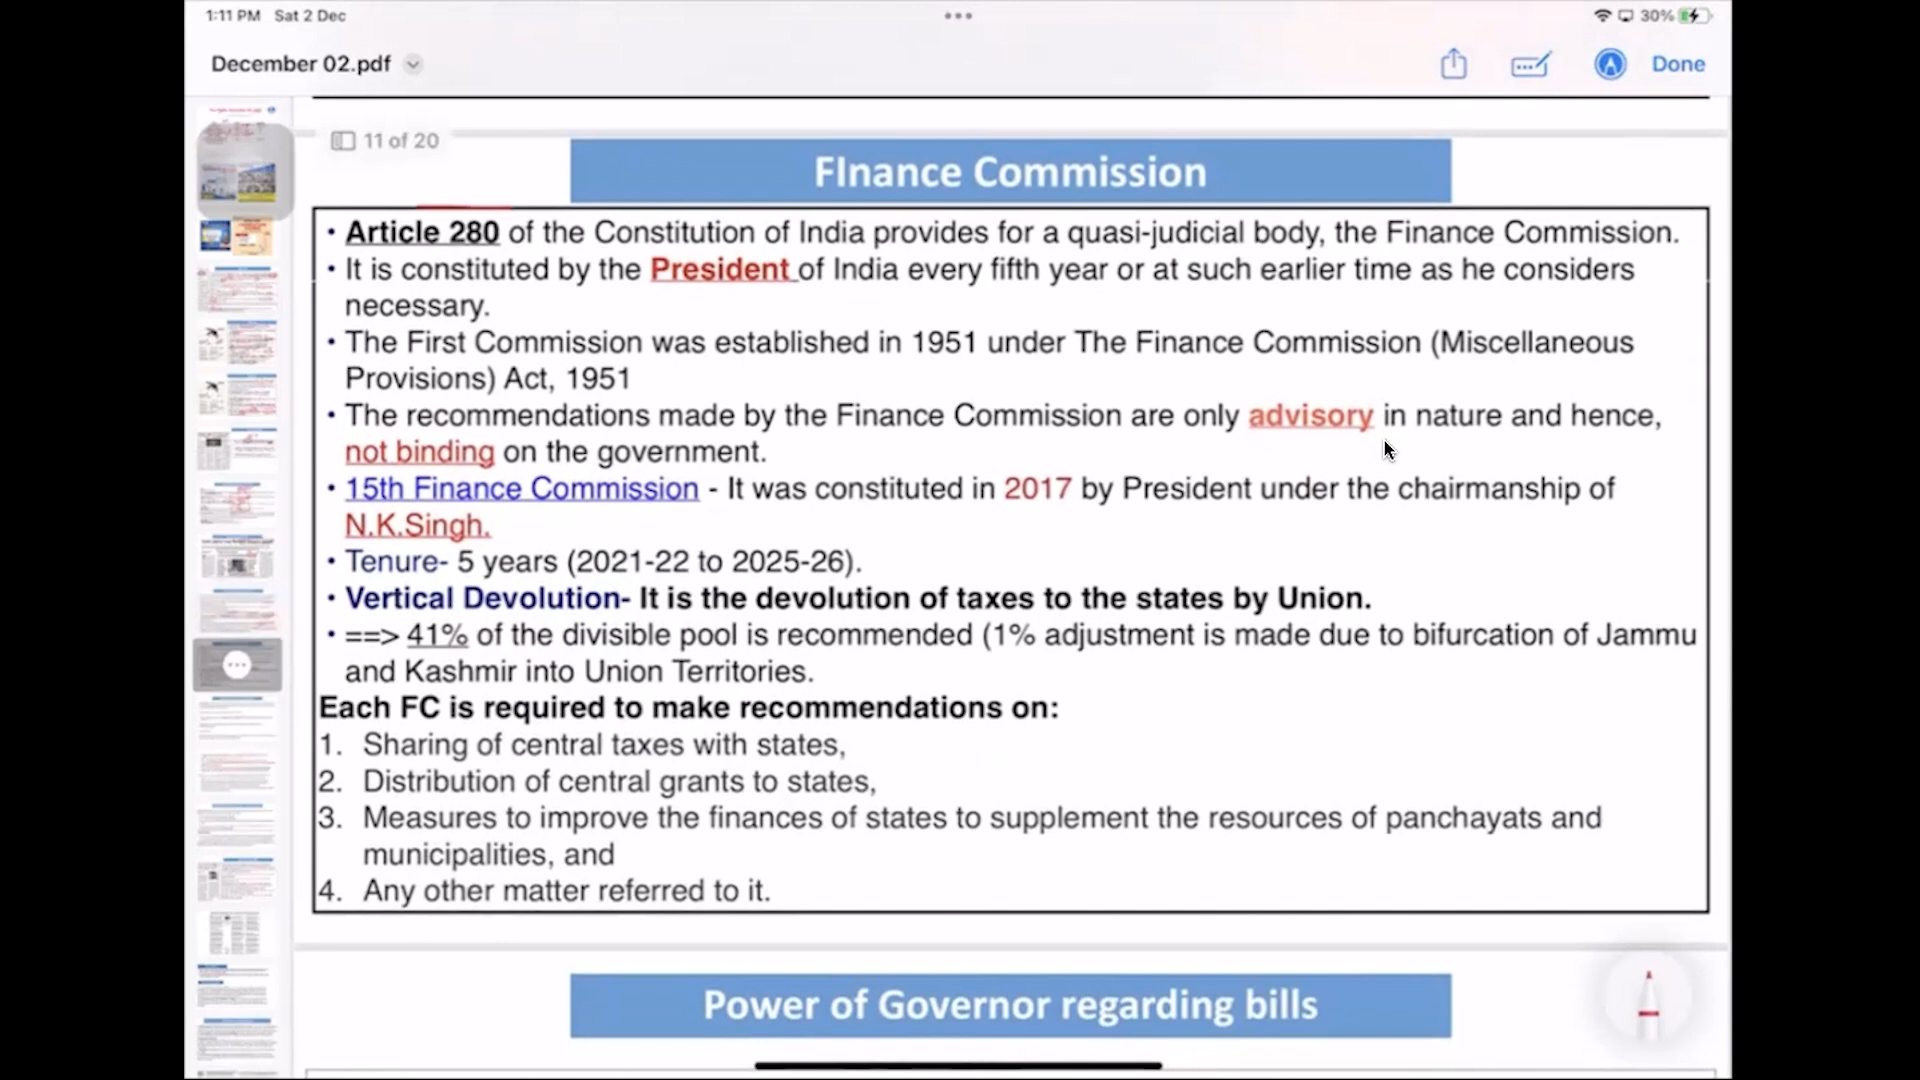 1:11 PM Sat 2 Dec
30%
December 02.pdf
Done
11 of 20
FInance Commission
• Article 280 of the Constitution of India provides for a quasi-judicial body, the Finance Commission.
• It is constituted by the President of India every fifth year or at such earlier time as he considers
necessary.
• The First Commission was established in 1951 under The Finance Commission (Miscellaneous
Provisions) Act, 1951
• The recommendations made by the Finance Commission are only advisory in nature and hence,
not binding on the government.
• 15th Finance Commission - It was constituted in 2017 by President under the chairmanship of
N.K.Singh.
• Tenure- 5 years (2021-22 to 2025-26).
• Vertical Devolution- It is the devolution of taxes to the states by Union.
• ==> 41% of the divisible pool is recommended (1% adjustment is made due to bifurcation of Jammu
and Kashmir into Union Territories.
Each FC is required to make recommendations on:
1. Sharing of central taxes with states,
2. Distribution of central grants to states,
3. Measures to improve the finances of states to supplement the resources of panchayats and
municipalities, and
4. Any other matter referred to it.
Power of Governor regarding bills